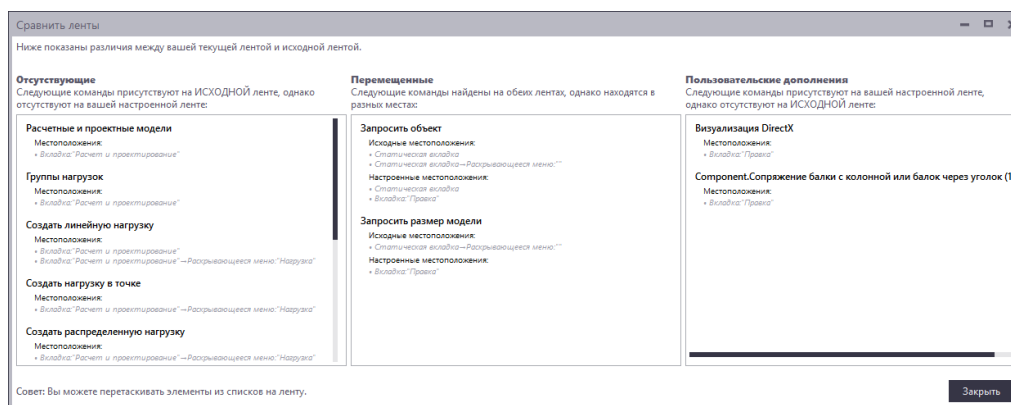 Сравнить ленты
Ниже показаны различия между вашей текущей лентой и исходной лентой.
Отсутствующие
Следующие команды присутствуют на ИСХОДНОЙ ленте, однако
отсутствуют на вашей настроенной ленте:
Расчетные и проектные модели
Местоположения:
• Вкладка:"Расчет и проектирование"
Группы нагрузок
Местоположения:
• Вкладка:"Расчет и проектирование"
Создать линейную нагрузку
Местоположения:
• Вкладка:"Расчет и проектирование"
• Вкладка:"Расчет и проектирование"→Раскрывающееся меню:"Нагрузка"
Создать нагрузку в точке
Местоположения:
• Вкладка:"Расчет и проектирование"→Раскрывающееся меню:"Нагрузка"
Создать распределенную нагрузку
Местоположения:
• Вкладка:"Расчет и проектирование"→Раскрывающееся меню:"Нагрузка"
Перемещенные
Следующие команды найдены на обеих лентах, однако находятся в
разных местах:
Запросить объект
Исходные местоположения:
• Статическая вкладка
• Статическая вкладка→Раскрывающееся меню:""
Настроенные местоположения:
• Статическая вкладка
• Вкладка:"Правка"
Запросить размер модели
Исходные местоположения:
• Статическая вкладка→Раскрывающееся меню:""
Настроенные местоположения:
• Вкладка:"Правка"
Пользовательские дополнения
Следующие команды присутствуют на вашей настроенной ленте,
однако отсутствуют на ИСХОДНОЙ ленте:
Визуализация DirectX
Местоположения:
• Вкладка:"Правка"
Component.Сопряжение балки с колонной или балок через уголок (1
Местоположения:
• Вкладка:"Правка"
Совет: Вы можете перетаскивать элементы из списков на ленту.
Закрыть